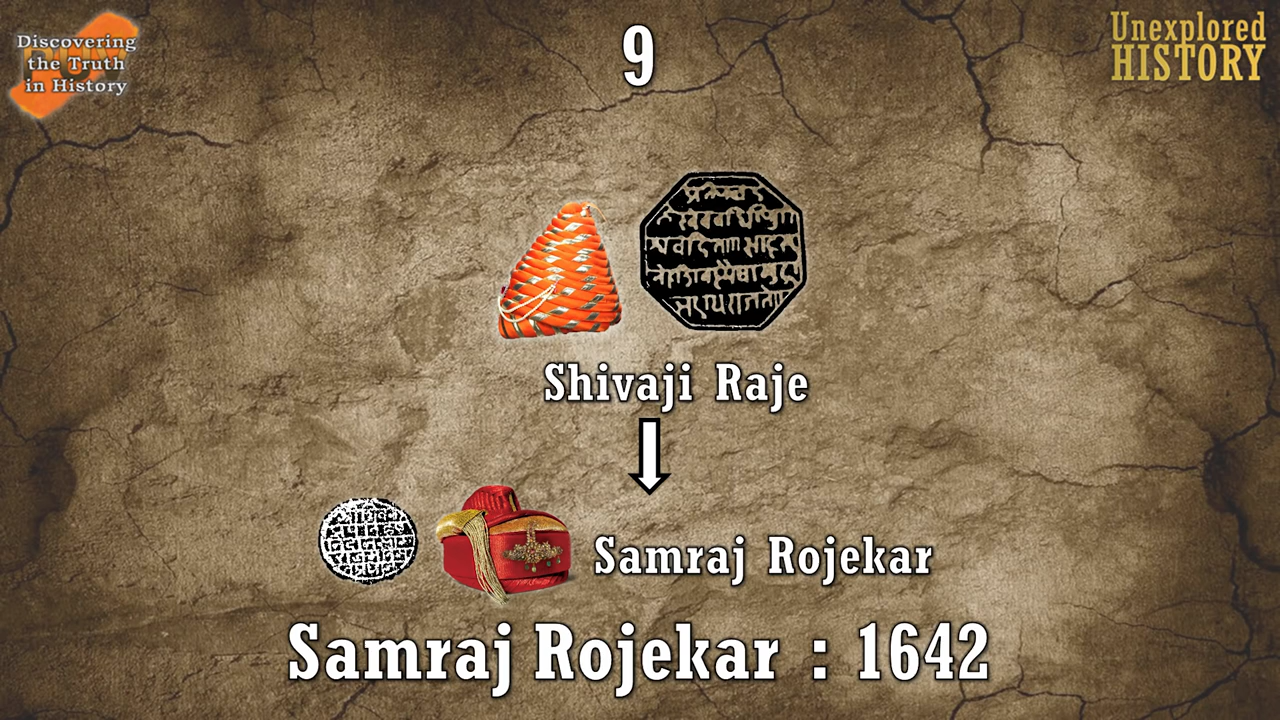 Discovering
the Truth
in History
9
Unexplored
HISTORY
Shivaji Raje
Samraj Rojekar
Samraj Rojekar : 1642